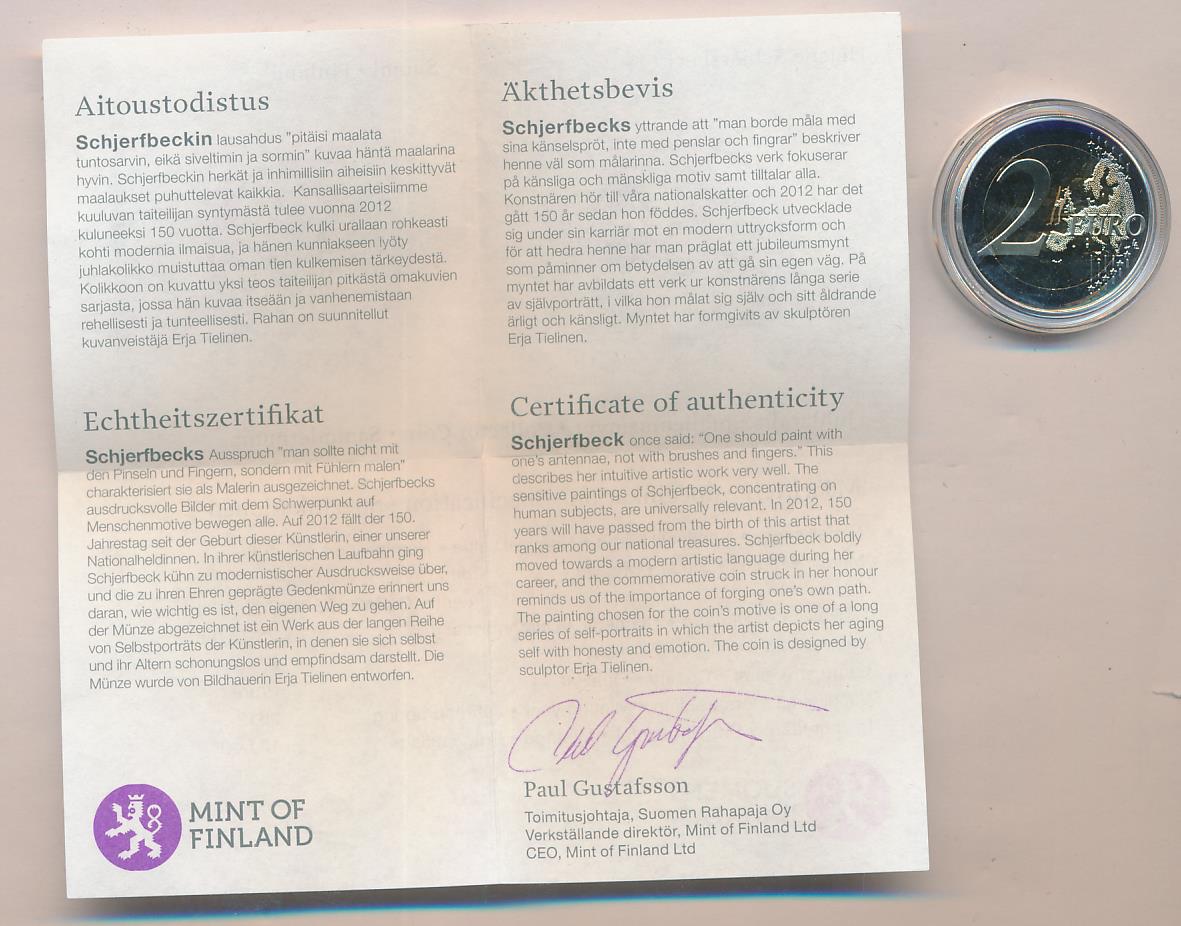 Aitoustodistus
Schjerfbeckin lausahdus "pitäisi maalata
tuntosarvin, eikä siveltimin ja sormin" kuvaa häntä maalarina
hyvin. Schjerfbeckin herkät ja inhimillisiin aiheisiin keskittyvät
maalaukset puhuttelevat kaikkia. Kansallisaarteisiimme
kuuluvan taiteilijan syntymästä tulee vuonna 2012
kuluneeksi 150 vuotta. Schjerfbeck kulki urallaan rohkeasti
kohti modernia ilmaisua, ja hänen kunniakseen lyöty
juhlakolikko muistuttaa oman tien kulkemisen tärkeydestä.
Kolikkoon on kuvattu yksi teos taiteilijan pitkästä omakuvien
sarjasta, jossa hän kuvaa itseään ja vanhenemistaan
rehellisesti ja tunteellisesti. Rahan on suunnitellut
kuvanveistäjä Erja Tielinen.
Äkthetsbevis
Schjerfbecks yttrande att "man borde måla med
sina känselspröt, inte med penslar och fingrar" beskriver
henne väl som målarinna. Schjerfbecks verk fokuserar
på känsliga och mänskliga motiv samt tilltalar alla.
Konstnären hör till våra nationalskatter och 2012 har det
gått 150 år sedan hon föddes. Schjerfbeck utvecklade
sig under sin karriär mot en modern uttrycksform och
för att hedra henne har man präglat ett jubileumsmynt
som påminner om betydelsen av att gå sin egen väg. På
myntet har avbildats ett verk ur konstnärens långa serie
av självporträtt, i vilka hon målat sig själv och sitt åldrande
ärligt och känsligt. Myntet har formgivits av skulptören
Erja Tielinen.
Echtheitszertifikat
Schjerfbecks Ausspruch "man sollte nicht mit
den Pinseln und Fingern, sondern mit Fühlern malen"
charakterisiert sie als Malerin ausgezeichnet. Schjerfbecks
ausdrucksvolle Bilder mit dem Schwerpunkt auf
Menschenmotive bewegen alle. Auf 2012 fällt der 150.
Jahrestag seit der Geburt dieser Künstlerin, einer unserer
Nationalheldinnen. In ihrer künstlerischen Laufbahn ging
Schjerfbeck kühn zu modernistischer Ausdrucksweise über,
und die zu ihren Ehren geprägte Gedenkmünze erinnert uns
daran, wie wichtig es ist, den eigenen Weg zu gehen. Auf
der Münze abgezeichnet ist ein Werk aus der langen Reihe
von Selbstporträts der Künstlerin, in denen sie sich selbst
und ihr Altern schonungslos und empfindsam darstellt. Die
Münze wurde von Bildhauerin Erja Tielinen entworfen.
Certificate of authenticity
Schjerfbeck once said: "One should paint with
one's antennae, not with brushes and fingers." This
describes her intuitive artistic work very well. The
sensitive paintings of Schjerfbeck, concentrating on
human subjects, are universally relevant. In 2012, 150
years will have passed from the birth of this artist that
ranks among our national treasures. Schjerfbeck boldly
moved towards a modern artistic language during her
career, and the commemorative coin struck in her honour
reminds us of the importance of forging one's own path.
The painting chosen for the coin's motive is one of a long
series of self-portraits in which the artist depicts her aging
self with honesty and emotion. The coin is designed by
sculptor Erja Tielinen.
Paul Gustafsson
Toimitusjohtaja, Suomen Rahapaja Oy
Verkställande direktör, Mint of Finland Ltd
CEO, Mint of Finland Ltd
MINT OF
FINLAND
2 EURO